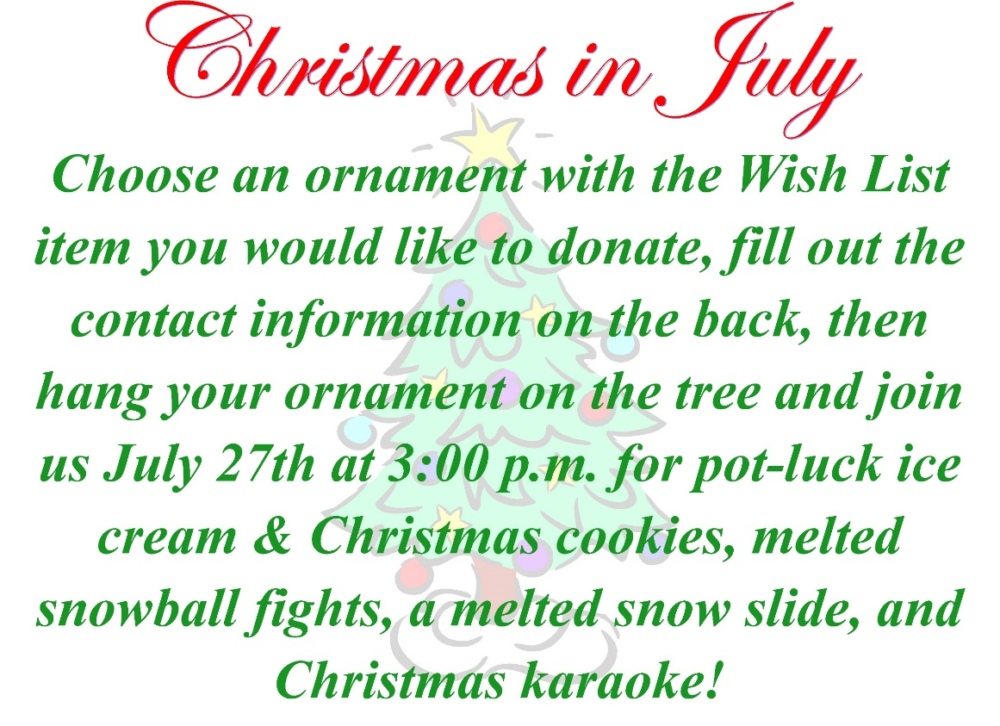 Christmas in July
Choose an ornament with the Wish List
item you would like to donate, fill out the
contact information on the back, then
hang your ornament on the tree and join
us July 27th at 3:00 p.m. for pot-luck ice
cream & Christmas cookies, melted
snowball fights, a melted snow slide, and
Christmas karaoke!